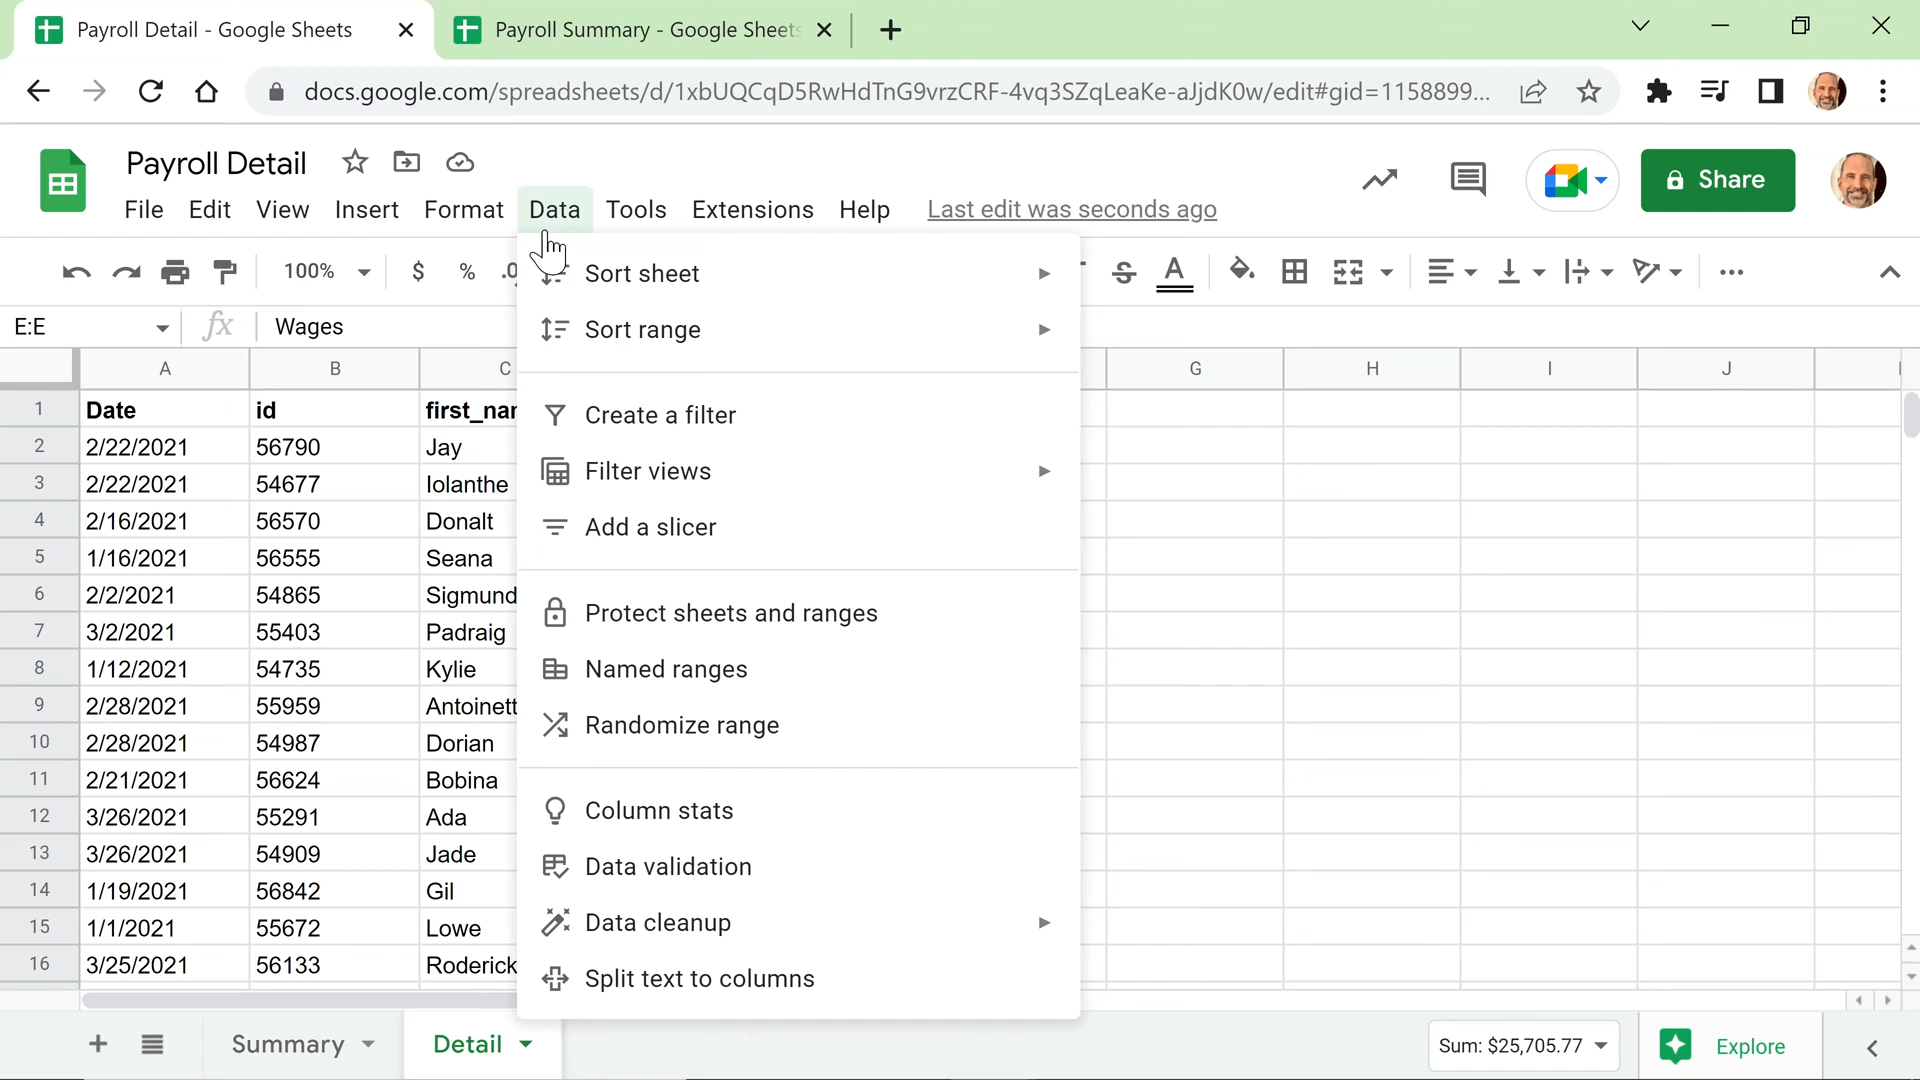 Payroll Detail - Google Sheets
Payroll Summary - Google Sheets
docs.google.com/spreadsheets/d/1xbUQCqD5RwHdTnG9vrzCRF-4vq3SZqLeaKe-aJjdK0w/edit#gid=1158899...
Payroll Detail
Share
File Edit View Insert Format Data Tools Extensions Help Last edit was seconds ago
100% $ % .0
E:E fx Wages
A B C G H I J
1 Date id first_nam
2 2/22/2021 56790 Jay
3 2/22/2021 54677 Iolanthe
4 2/16/2021 56570 Donalt
5 1/16/2021 56555 Seana
6 2/2/2021 54865 Sigmund
7 3/2/2021 55403 Padraig
8 1/12/2021 54735 Kylie
9 2/28/2021 55959 Antoinett
10 2/28/2021 54987 Dorian
11 2/21/2021 56624 Bobina
12 3/26/2021 55291 Ada
13 3/26/2021 54909 Jade
14 1/19/2021 56842 Gil
15 1/1/2021 55672 Lowe
16 3/25/2021 56133 Roderick
Sort sheet
Sort range
Create a filter
Filter views
Add a slicer
Protect sheets and ranges
Named ranges
Randomize range
Column stats
Data validation
Data cleanup
Split text to columns
Summary Detail Sum: $25,705.77 Explore